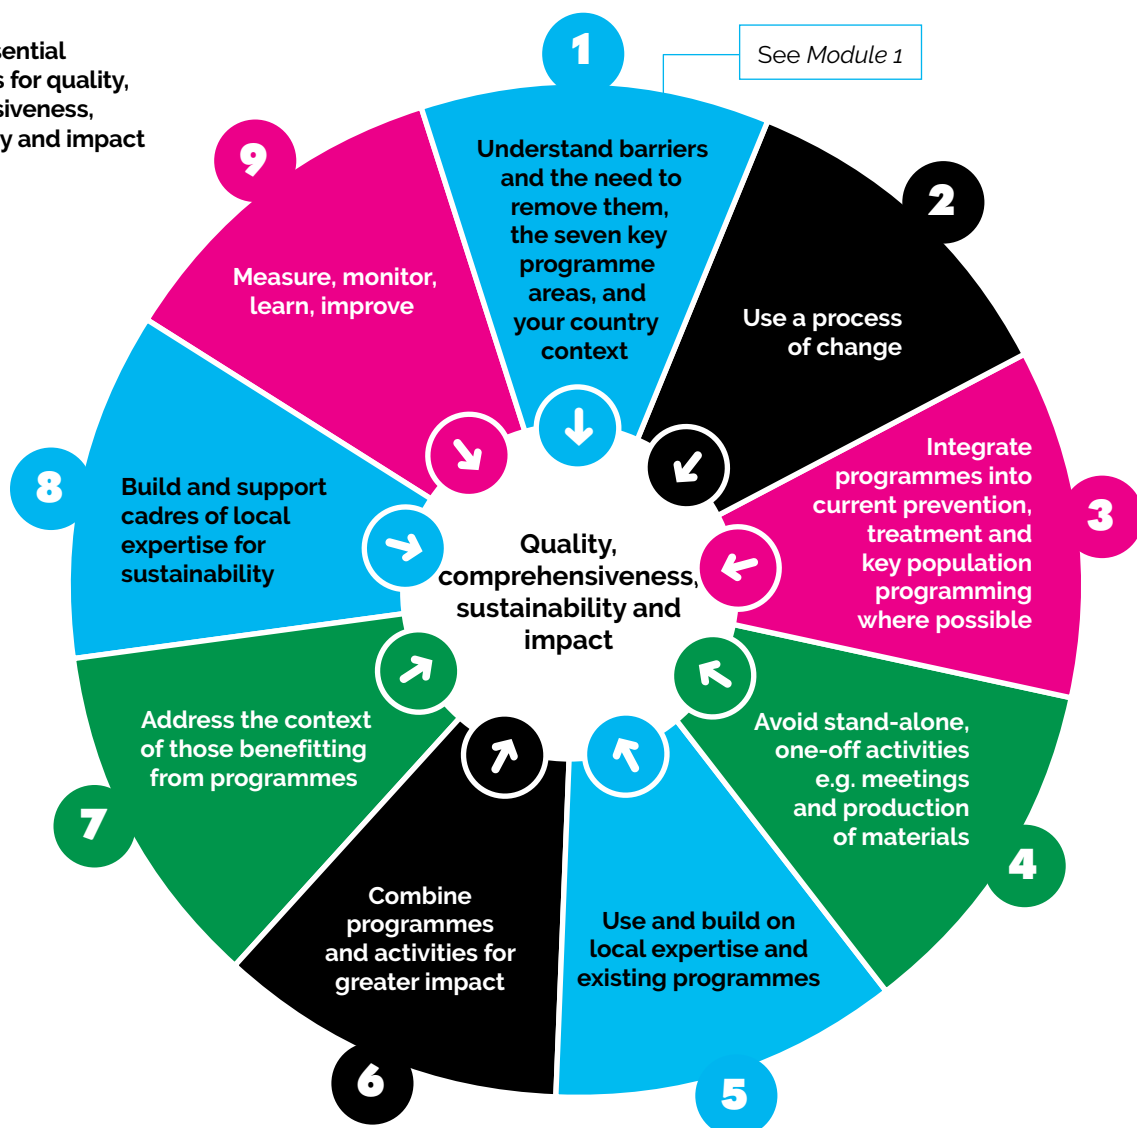 for quality,
and impact
1
See Module 1
Understand barriers
and the need to
remove them,
the seven key
programme
areas, and
your country
context
2
Use a process
of change
3
Integrate
programmes into
current prevention,
treatment and
key population
programming
where possible
4
Avoid stand-alone,
one-off activities
e.g. meetings
and production
of materials
5
Use and build on
local expertise and
existing programmes
6
Combine
programmes
and activities for
greater impact
7
Address the context
of those benefitting
from programmes
8
Build and support
cadres of local
expertise for
sustainability
9
Measure, monitor,
learn, improve
Quality,
comprehensiveness,
sustainability and
impact